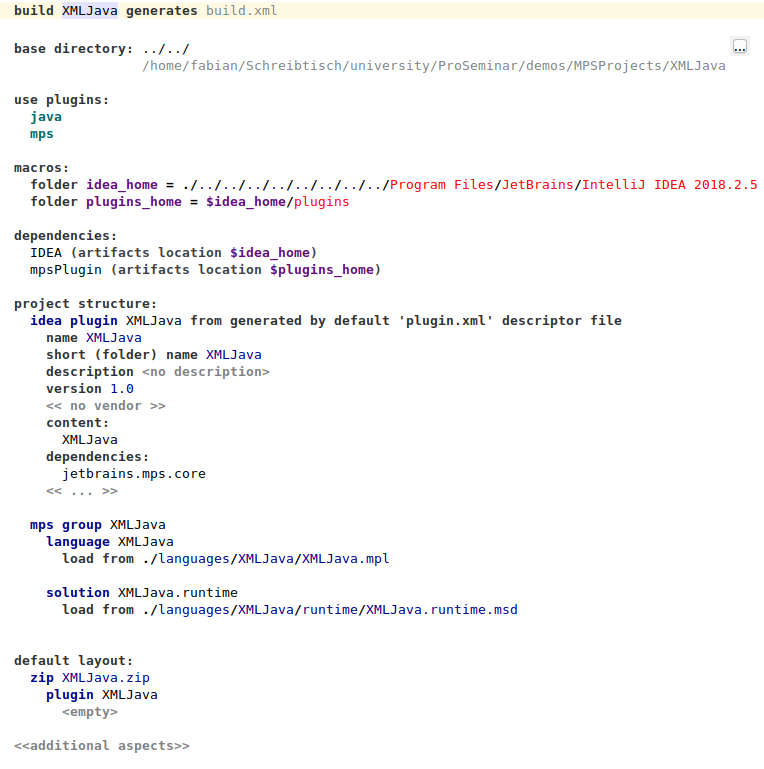 build XMLJava generates build.xml
base directory: ../../
...
/home/fabian/Schreibtisch/university/ProSeminar/demos/MPSProjects/XMLJava
use plugins:
java
mps
macros:
folder idea_home = ./../../../../../../../../Program Files/JetBrains/IntelliJ IDEA 2018.2.5
folder plugins_home = $idea_home/plugins
dependencies:
IDEA (artifacts location $idea_home)
mpsPlugin (artifacts location $plugins_home)
project structure:
idea plugin XMLJava from generated by default 'plugin.xml' descriptor file
name XMLJava
short (folder) name XMLJava
description <no description>
version 1.0
<< no vendor >>
content:
XMLJava
dependencies:
jetbrains.mps.core
<< ... >>
mps group XMLJava
language XMLJava
load from ./languages/XMLJava/XMLJava.mpl
solution XMLJava.runtime
load from ./languages/XMLJava/runtime/XMLJava.runtime.msd
default layout:
zip XMLJava.zip
plugin XMLJava
<empty>
<<additional aspects>>